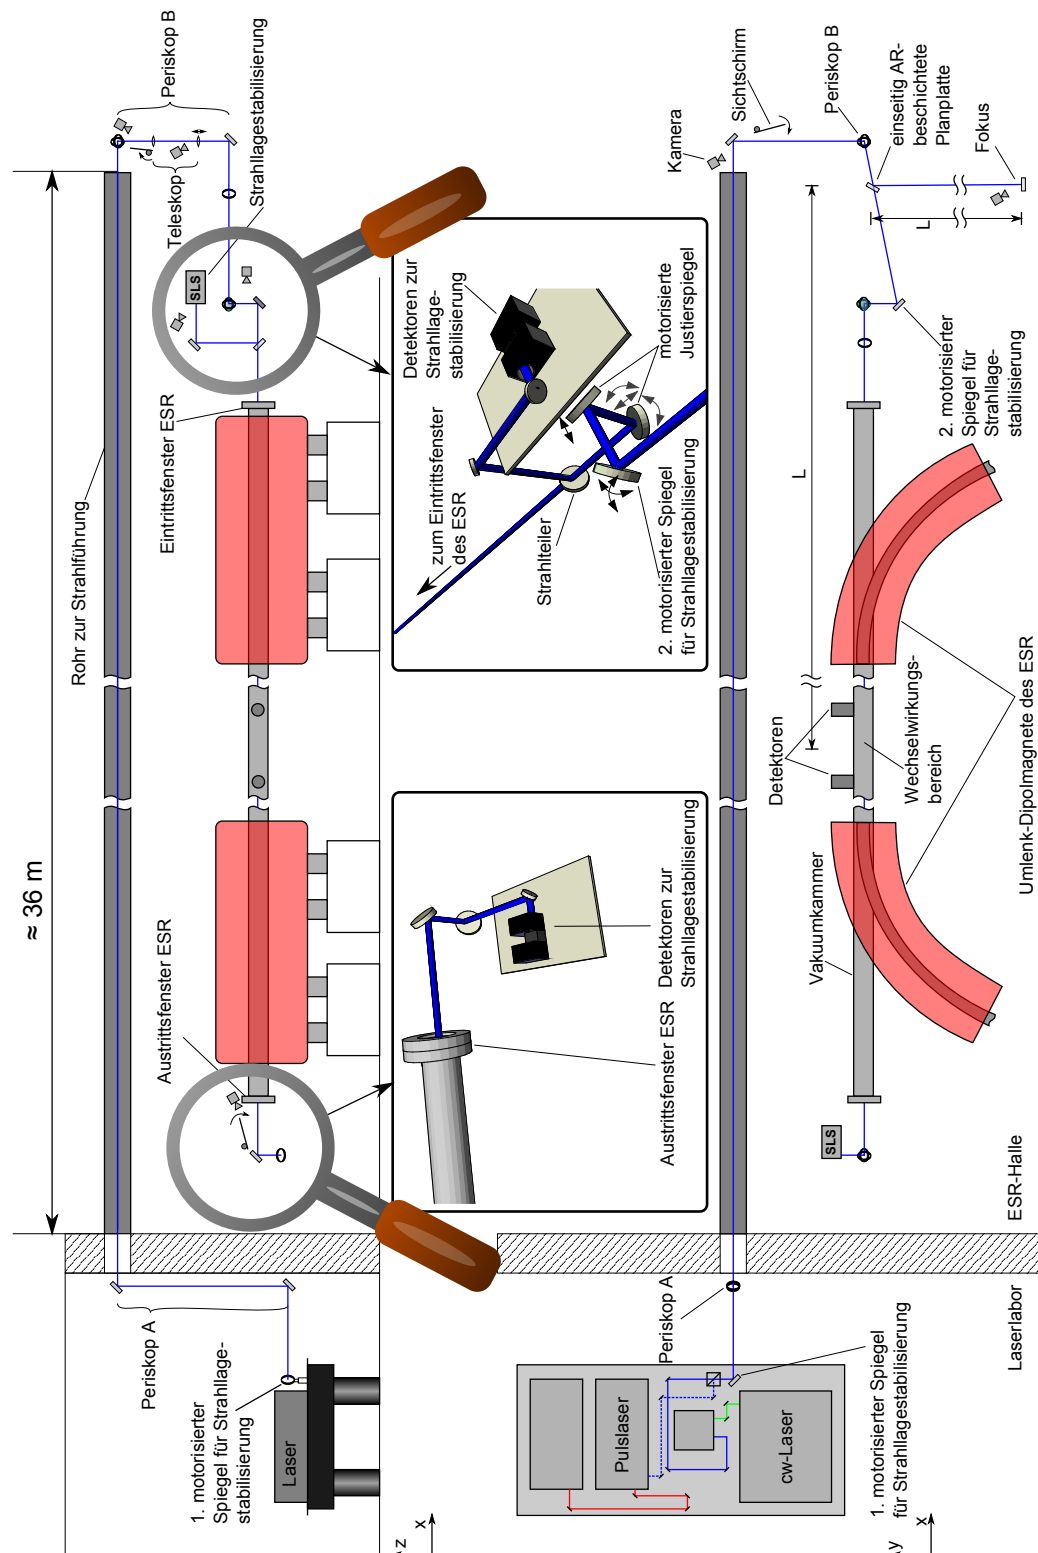 ≈ 36 m
Rohr zur Strahlführung
Periskop B
Teleskop
Strahllagestabilisierung
SLS
Eintrittsfenster ESR
Austrittsfenster ESR
Periskop A
1. motorisierter
Spiegel für Strahllage-
stabilisierung
Laser
x
z
Austrittsfenster ESR
Detektoren zur
Strahllagestabilisierung
Detektoren zur
Strahllage-
stabilisierung
motorisierte
Justierspiegel
zum Eintrittsfenster
des ESR
Strahlteiler
2. motorisierter Spiegel
für Strahllagestabilisierung
Kamera
Sichtschirm
Periskop B
einseitig AR-
beschichtete
Planplatte
Fokus
L
L
2. motorisierter
Spiegel für
Strahllage-
stabilisierung
Detektoren
Wechselwirkungs-
bereich
Umlenk-Dipolmagnete des ESR
Vakuumkammer
SLS
ESR-Halle
Laserlabor
Periskop A
Pulslaser
cw-Laser
1. motorisierter Spiegel
für Strahllagestabilisierung
x
y